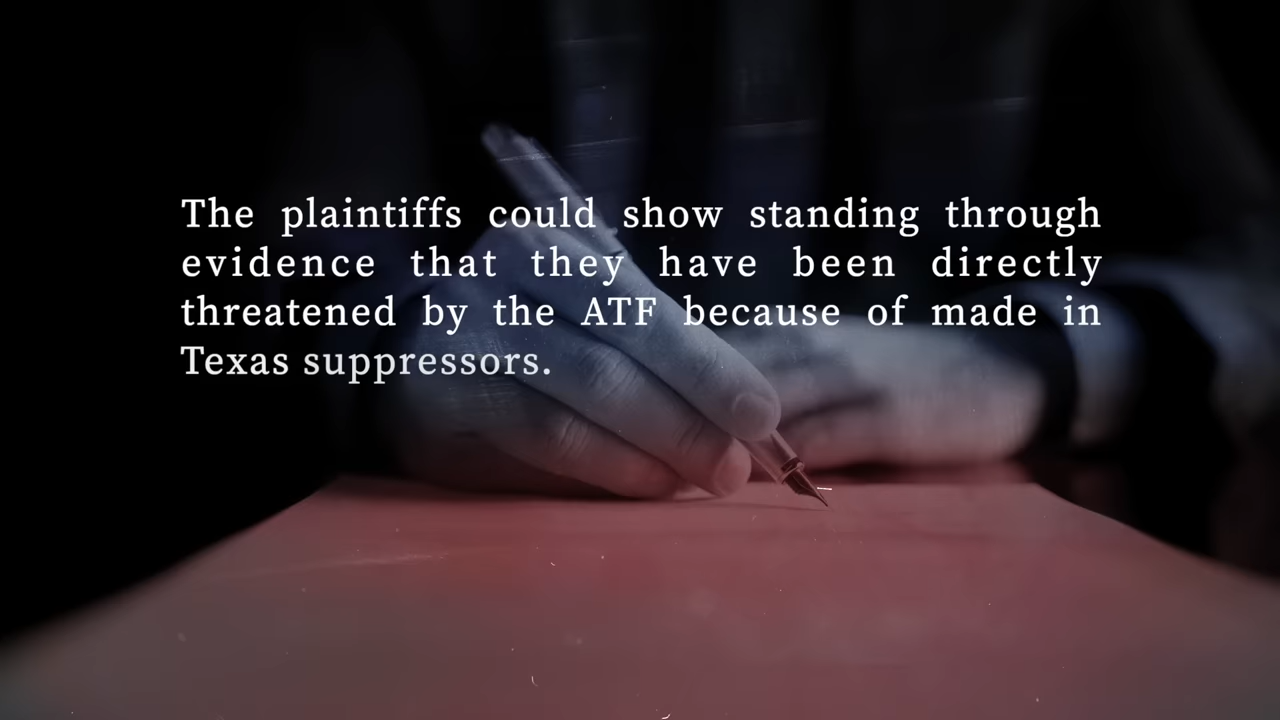 The plaintiffs could show standing through
evidence that they have been directly
threatened by the ATF because of made in
Texas suppressors.